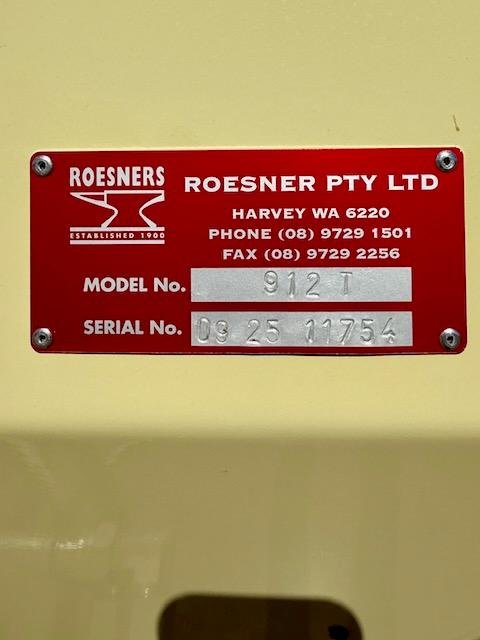 ROESNERS
ESTABLISHED 1900
ROESNER PTY LTD
HARVEY WA 6220
PHONE (08) 9729 1501
FAX (08) 9729 2256
MODEL No. 912 T
SERIAL No. 09 25 11754